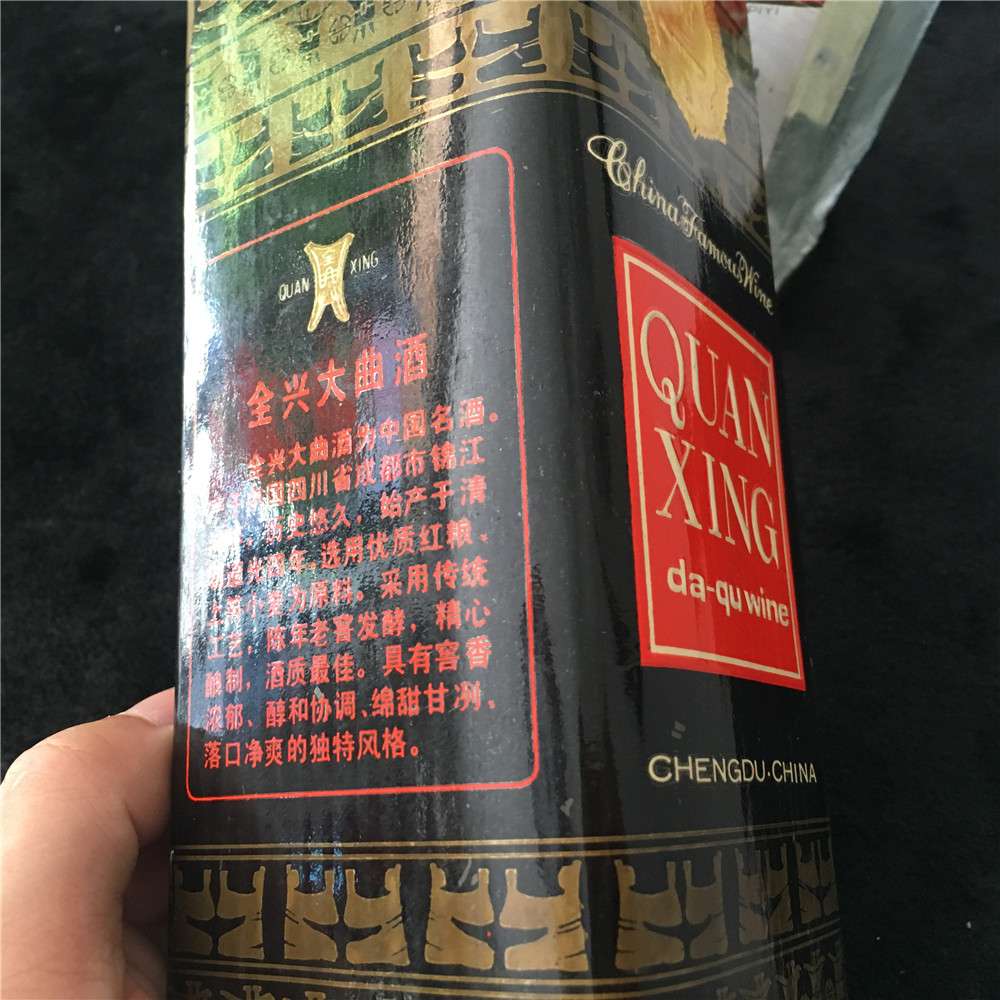 QUAN XING
全兴大曲酒
全兴大曲酒为中国名酒。
国四川省成都市锦江
历史悠久，始产于清
道光四年，选用优质红粮、
小麦为原料。采用传统
工艺，陈年老窖发酵，精心
酿制，酒质最佳。具有窖香
浓郁、醇和协调、绵甜甘冽、
落口净爽的独特风格。
China Famous Wine
QUAN
XING
da-qu wine
CHENGDU·CHINA